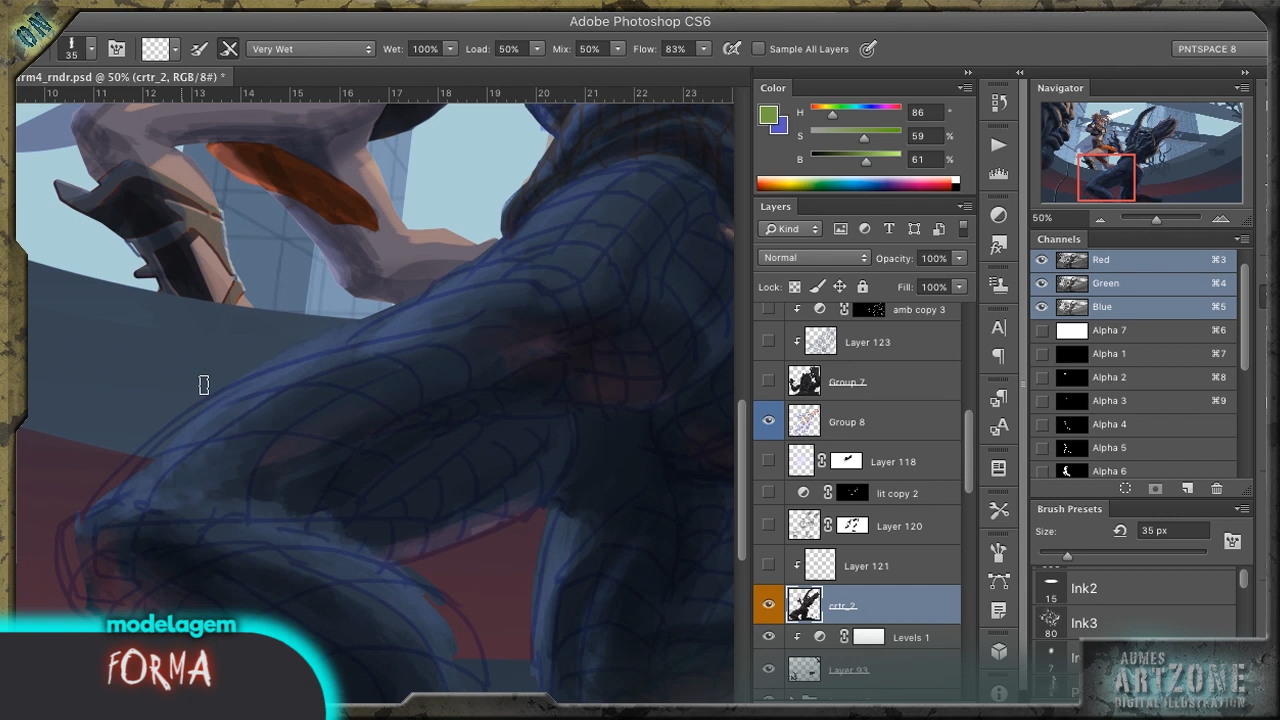 ON
Adobe Photoshop CS6
35
Very Wet
Wet: 100%
Load: 50%
Mix: 50%
Flow: 83%
Sample All Layers
PNTSPACE 8
rm4_rndr.psd @ 50% (crtr_2, RGB/8#) *
10 11 12 13 14 15 16 17 18 19 20 21 22 23
Color
H 86 °
S 59 %
B 61 %
Layers
Kind
Normal
Opacity: 100%
Lock:
Fill: 100%
amb copy 3
Layer 123
Group 7
Group 8
Layer 118
lit copy 2
Layer 120
Layer 121
crtr_2
Levels 1
Layer 93
Navigator
50%
Channels
Red ⌘3
Green ⌘4
Blue ⌘5
Alpha 7 ⌘6
Alpha 1 ⌘7
Alpha 2 ⌘8
Alpha 3 ⌘9
Alpha 4
Alpha 5
Alpha 6
Brush Presets
Size: 35 px
15 Ink2
80 Ink3
7
modelagem
FORMA
AUMES
ARTZONE
DIGITAL ILLUSTRATION